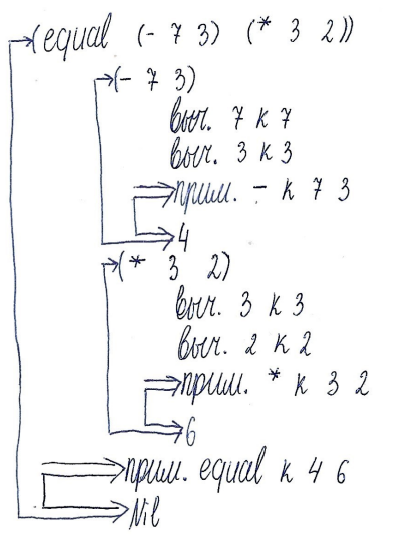 (equal (- 7 3) (* 3 2))
(- 7 3)
выч. 7 к 7
выч. 3 к 3
прим. - к 7 3
4
(* 3 2)
выч. 3 к 3
выч. 2 к 2
прим. * к 3 2
6
прим. equal к 4 6
Nil